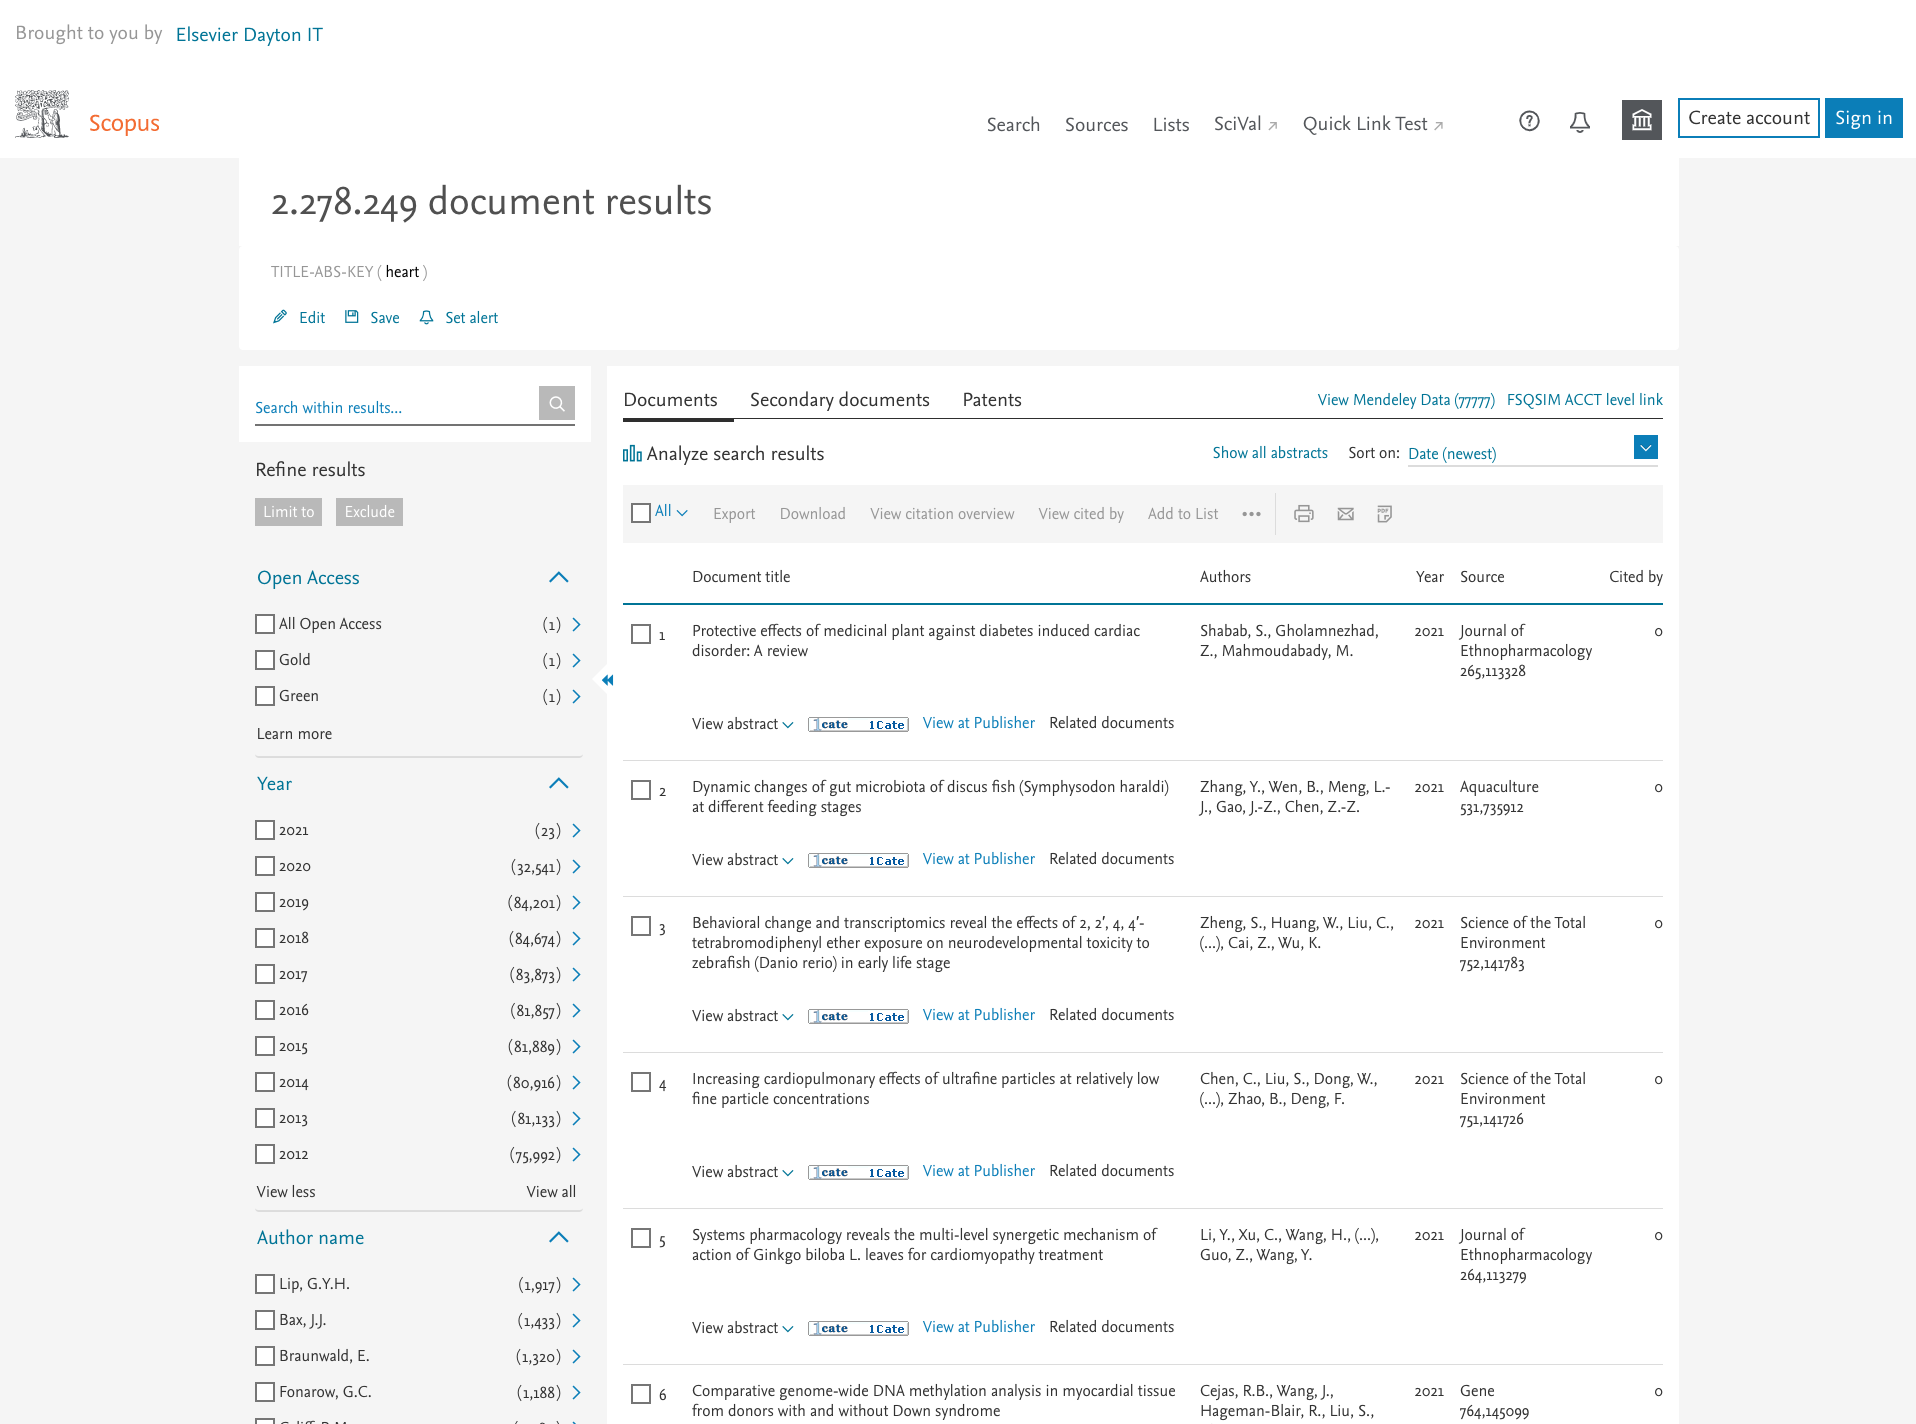 Brought to you by Elsevier Dayton IT
Scopus
Search Sources Lists SciVal Quick Link Test Create account Sign in
2.278.249 document results
TITLE-ABS-KEY ( heart )
Edit Save Set alert
Search within results...
Refine results
Limit to Exclude
Open Access
All Open Access (1)
Gold (1)
Green (1)
Learn more
Year
2021 (23)
2020 (32,541)
2019 (84,201)
2018 (84,674)
2017 (83,873)
2016 (81,857)
2015 (81,889)
2014 (80,916)
2013 (81,133)
2012 (75,992)
View less View all
Author name
Lip, G.Y.H. (1,917)
Bax, J.J. (1,433)
Braunwald, E. (1,320)
Fonarow, G.C. (1,188)
Documents Secondary documents Patents View Mendeley Data (77777) FSQSIM ACCT level link
Analyze search results Show all abstracts Sort on: Date (newest)
All Export Download View citation overview View cited by Add to List PDF
Document title Authors Year Source Cited by
1 Protective effects of medicinal plant against diabetes induced cardiac Shabab, S., Gholamnezhad, 2021 Journal of 0
disorder: A review Z., Mahmoudabady, M. Ethnopharmacology
265,113328
View abstract 1cate 1Cate View at Publisher Related documents
2 Dynamic changes of gut microbiota of discus fish (Symphysodon haraldi) Zhang, Y., Wen, B., Meng, L.- 2021 Aquaculture 0
at different feeding stages J., Gao, J.-Z., Chen, Z.-Z. 531,735912
View abstract 1cate 1Cate View at Publisher Related documents
3 Behavioral change and transcriptomics reveal the effects of 2, 2′, 4, 4′- Zheng, S., Huang, W., Liu, C., 2021 Science of the Total 0
tetrabromodiphenyl ether exposure on neurodevelopmental toxicity to (...), Cai, Z., Wu, K. Environment
zebrafish (Danio rerio) in early life stage 752,141783
View abstract 1cate 1Cate View at Publisher Related documents
4 Increasing cardiopulmonary effects of ultrafine particles at relatively low Chen, C., Liu, S., Dong, W., 2021 Science of the Total 0
fine particle concentrations (...), Zhao, B., Deng, F. Environment
751,141726
View abstract 1cate 1Cate View at Publisher Related documents
5 Systems pharmacology reveals the multi-level synergetic mechanism of Li, Y., Xu, C., Wang, H., (...), 2021 Journal of 0
action of Ginkgo biloba L. leaves for cardiomyopathy treatment Guo, Z., Wang, Y. Ethnopharmacology
264,113279
View abstract 1cate 1Cate View at Publisher Related documents
6 Comparative genome-wide DNA methylation analysis in myocardial tissue Cejas, R.B., Wang, J., 2021 Gene 0
from donors with and without Down syndrome Hageman-Blair, R., Liu, S., 764,145099